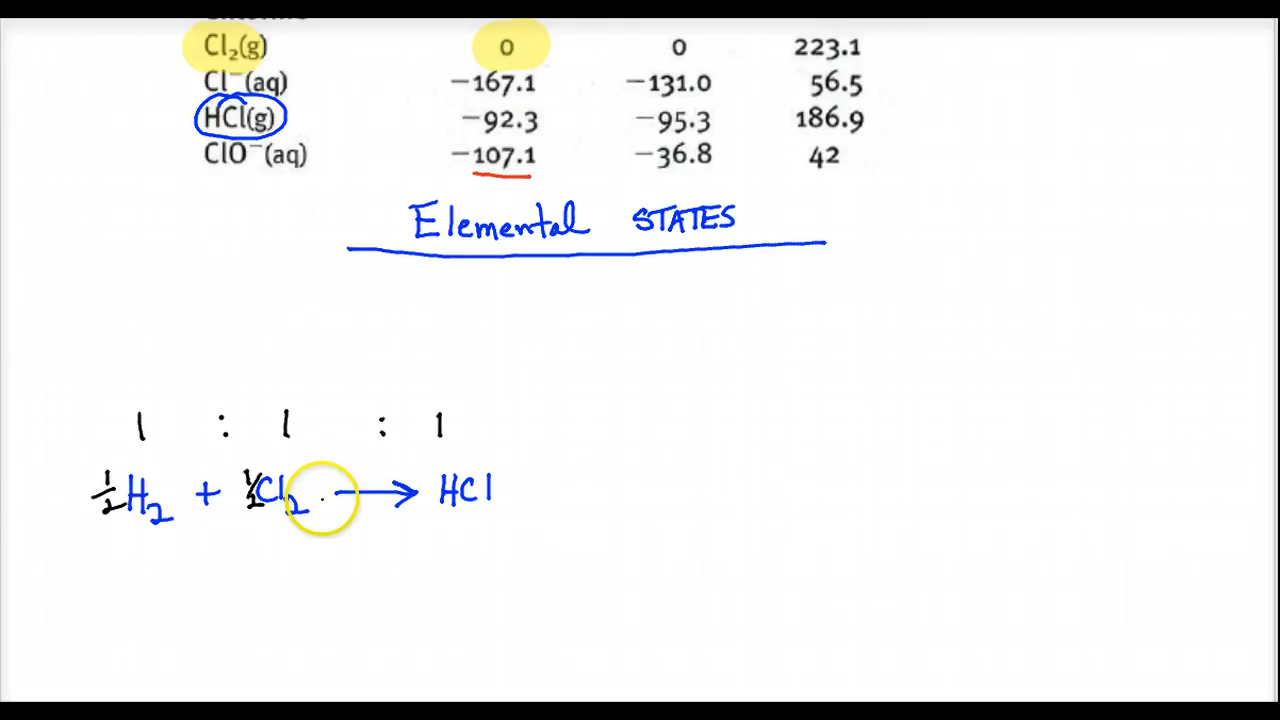 Cl₂(g) 0 0 223.1
Cl⁻(aq) −167.1 −131.0 56.5
HCl(g) −92.3 −95.3 186.9
ClO⁻(aq) −107.1 −36.8 42
Elemental STATES
1 : 1 : 1
½H₂ + ½Cl₂ → HCl